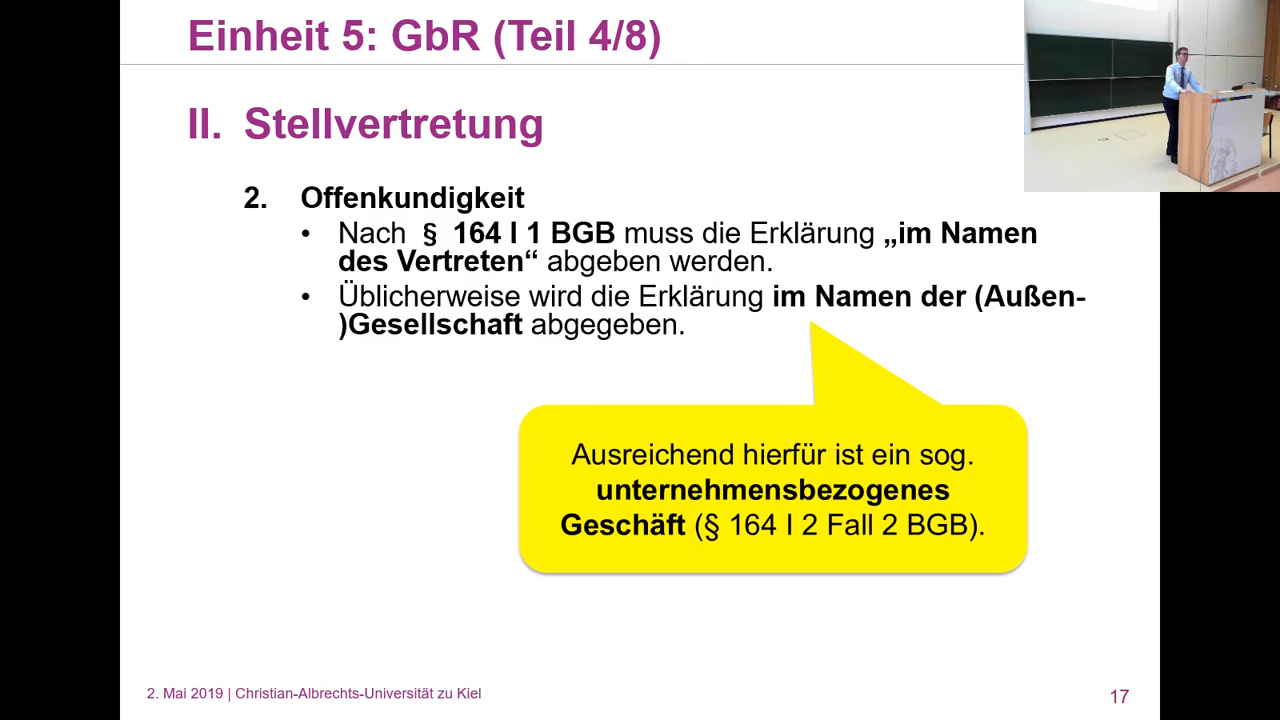 Einheit 5: GbR (Teil 4/8)
II. Stellvertretung
2. Offenkundigkeit
• Nach § 164 I 1 BGB muss die Erklärung „im Namen
des Vertreten“ abgeben werden.
• Üblicherweise wird die Erklärung im Namen der (Außen-
)Gesellschaft abgegeben.
Ausreichend hierfür ist ein sog.
unternehmensbezogenes
Geschäft (§ 164 I 2 Fall 2 BGB).
2. Mai 2019 | Christian-Albrechts-Universität zu Kiel
17